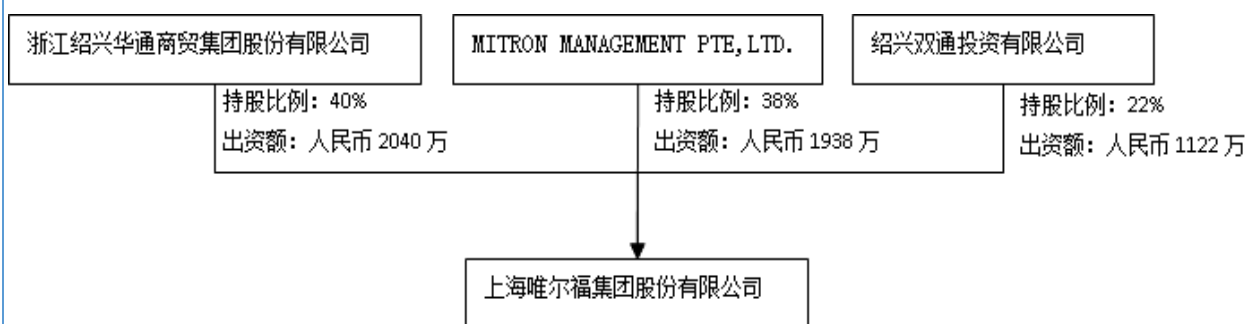 浙江绍兴华通商贸集团股份有限公司
MITRON MANAGEMENT PTE,LTD.
绍兴双通投资有限公司
持股比例：40%
出资额：人民币 2040 万
持股比例：38%
出资额：人民币 1938 万
持股比例：22%
出资额：人民币 1122 万
上海唯尔福集团股份有限公司